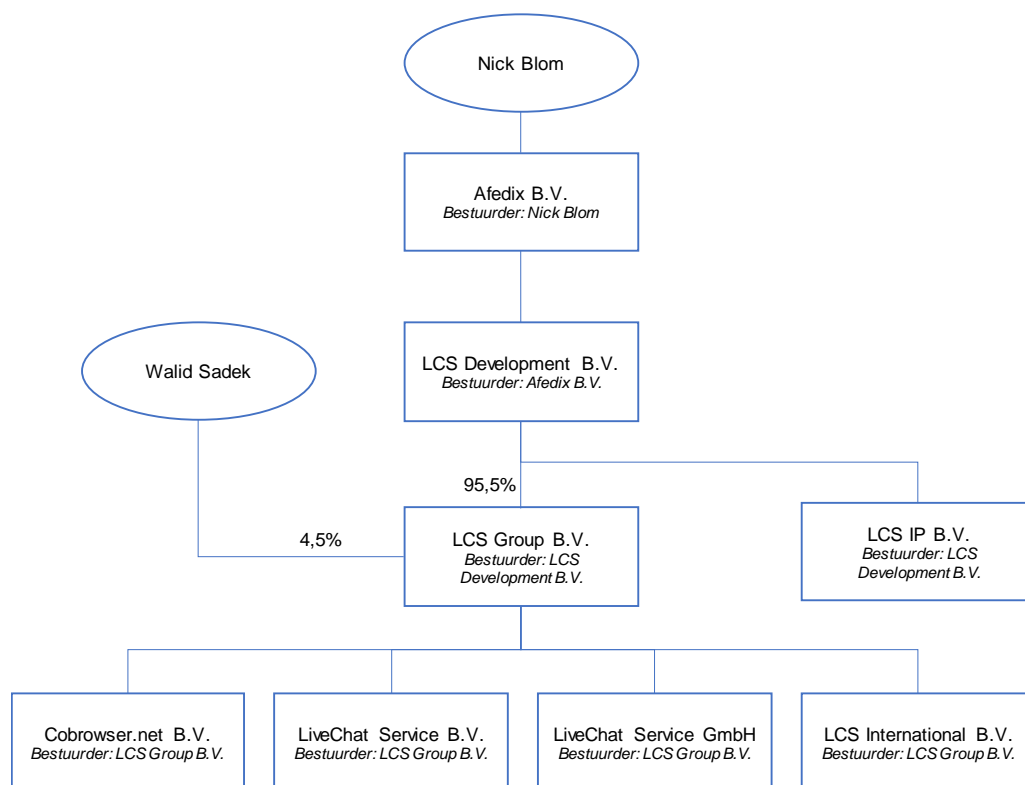 Nick Blom
Afedix B.V.
Bestuurder: Nick Blom
Walid Sadek
LCS Development B.V.
Bestuurder: Afedix B.V.
95,5%
4,5%
LCS Group B.V.
Bestuurder: LCS
Development B.V.
LCS IP B.V.
Bestuurder: LCS
Development B.V.
Cobrowser.net B.V.
Bestuurder: LCS Group B.V.
LiveChat Service B.V.
Bestuurder: LCS Group B.V.
LiveChat Service GmbH
Bestuurder: LCS Group B.V.
LCS International B.V.
Bestuurder: LCS Group B.V.